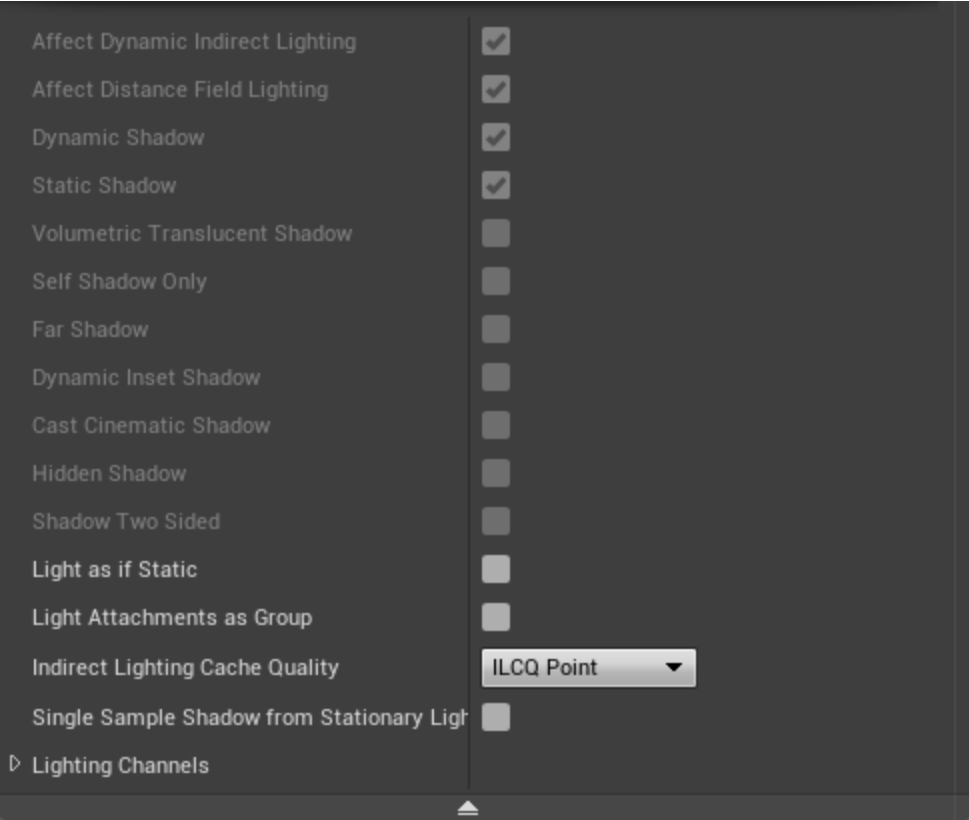 Affect Dynamic Indirect Lighting
Affect Distance Field Lighting
Dynamic Shadow
Static Shadow
Volumetric Translucent Shadow
Self Shadow Only
Far Shadow
Dynamic Inset Shadow
Cast Cinematic Shadow
Hidden Shadow
Shadow Two Sided
Light as if Static
Light Attachments as Group
Indirect Lighting Cache Quality ILCQ Point
Single Sample Shadow from Stationary Ligh
Lighting Channels